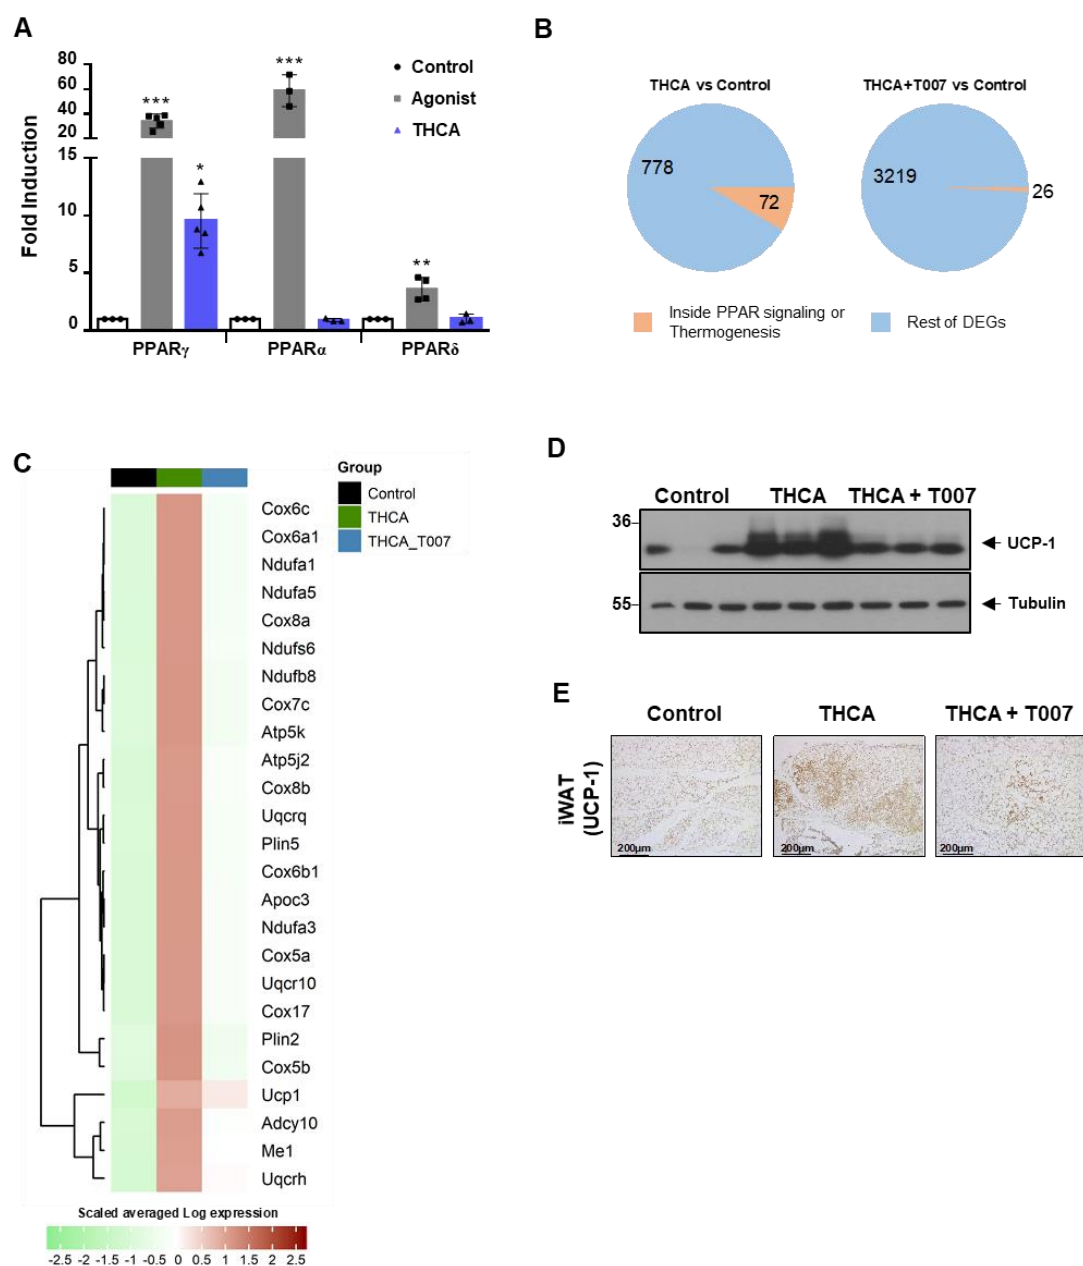 A
80
60
40
20
15
10
5
0
Fold Induction
***
*
***
**
Control
Agonist
THCA
PPARγ
PPARα
PPARδ
B
THCA vs Control
THCA+T007 vs Control
778
72
3219
26
Inside PPAR signaling or
Thermogenesis
Rest of DEGs
C
Group
Control
THCA
THCA_T007
Cox6c
Cox6a1
Ndufa1
Ndufa5
Cox8a
Ndufs6
Ndufb8
Cox7c
Atp5k
Atp5j2
Cox8b
Uqcrq
Plin5
Cox6b1
Apoc3
Ndufa3
Cox5a
Uqcr10
Cox17
Plin2
Cox5b
Ucp1
Adcy10
Me1
Uqcrh
Scaled averaged Log expression
-2.5 -2 -1.5 -1 -0.5 0 0.5 1 1.5 2 2.5
D
Control THCA THCA + T007
36
UCP-1
55
Tubulin
E
Control THCA THCA + T007
iWAT
(UCP-1)
200µm
200µm
200µm